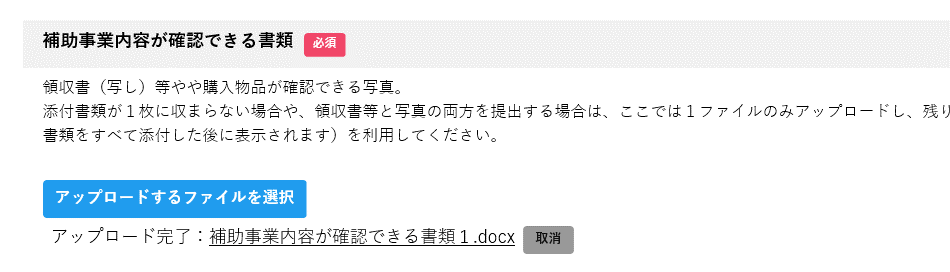 補助事業内容が確認できる書類 必須
領収書（写し）等やや購入物品が確認できる写真。
添付書類が１枚に収まらない場合や、領収書等と写真の両方を提出する場合は、ここでは１ファイルのみアップロードし、残り
書類をすべて添付した後に表示されます）を利用してください。
アップロードするファイルを選択
アップロード完了：補助事業内容が確認できる書類１.docx 取消